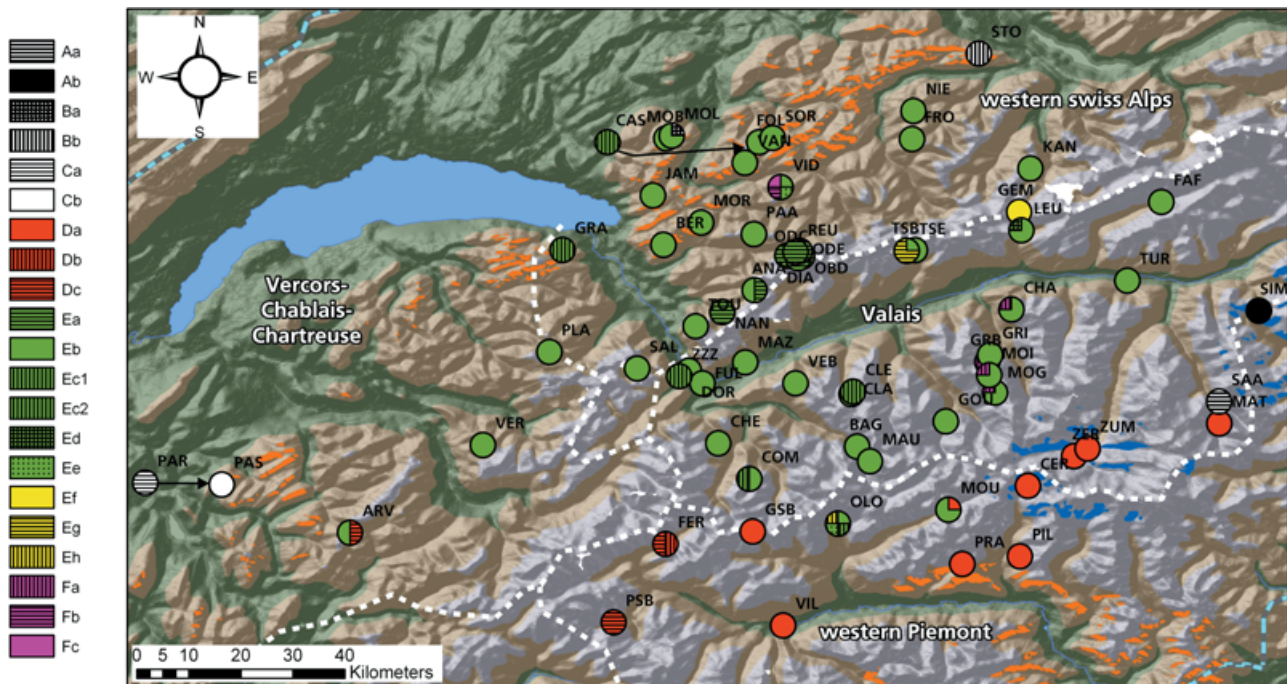 Aa
Ab
Ba
Bb
Ca
Cb
Da
Db
Dc
Ea
Eb
Ec1
Ec2
Ed
Ee
Ef
Eg
Eh
Fa
Fb
Fc
N
W E
S
STO
NIE
western swiss Alps
CAS MOB MOL
FOL SOR
FRO
VAN
KAN
VID
JAM
GEM
FAF
MOR
LEU
BER
PAA
GRA
ODC REU
TSB TSE
ODE
OBD
DIA
TUR
ANA
Vercors-
Chablais-
Chartreuse
CHA
SIM
TOU
Valais
NAN
PLA
GRI
GRB
MOI
SAL
ZZZ
MAZ
VEB
CLE
MOG
FUL
CLA
DOR
SAA
MAT
GOU
VER
CHE
BAG
MAU
ZUM
ZER
PAR
PAS
COM
CER
MOU
ARV
OLO
FER
GSB
PRA
PIL
PSB
VIL
western Piemont
0 5 10 20 30 40
Kilometers